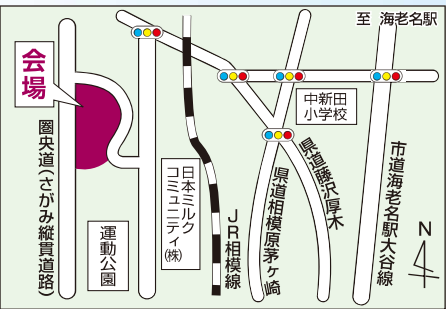 至 海老名駅
会場
中新田
小学校
圏央道(さがみ縦貫道路)
運動公園
日本ミルク
コミュニティ
(株)
JR相模線
県道相模原茅ヶ崎
県道藤沢厚木
市道海老名駅大谷線
N